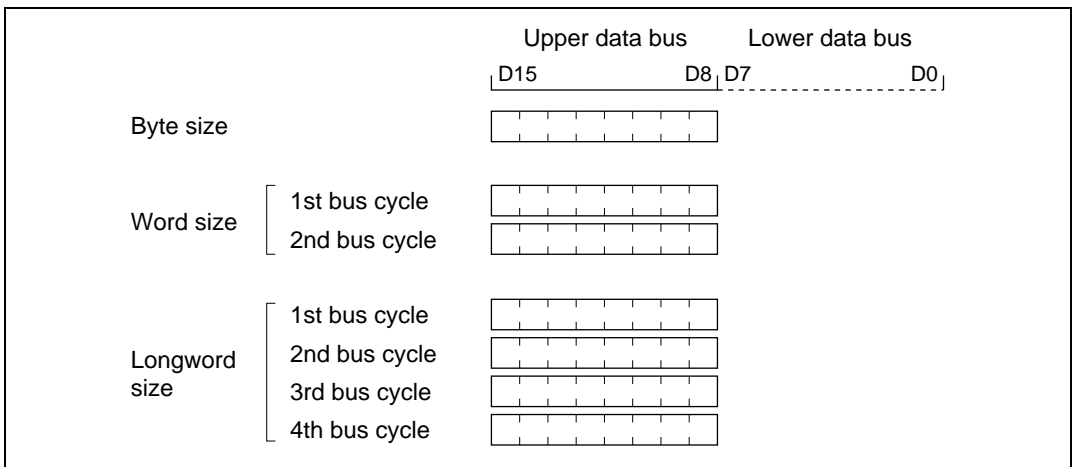 Upper data bus Lower data bus
D15 D8 D7 D0
Byte size
Word size
1st bus cycle
2nd bus cycle
Longword
size
1st bus cycle
2nd bus cycle
3rd bus cycle
4th bus cycle